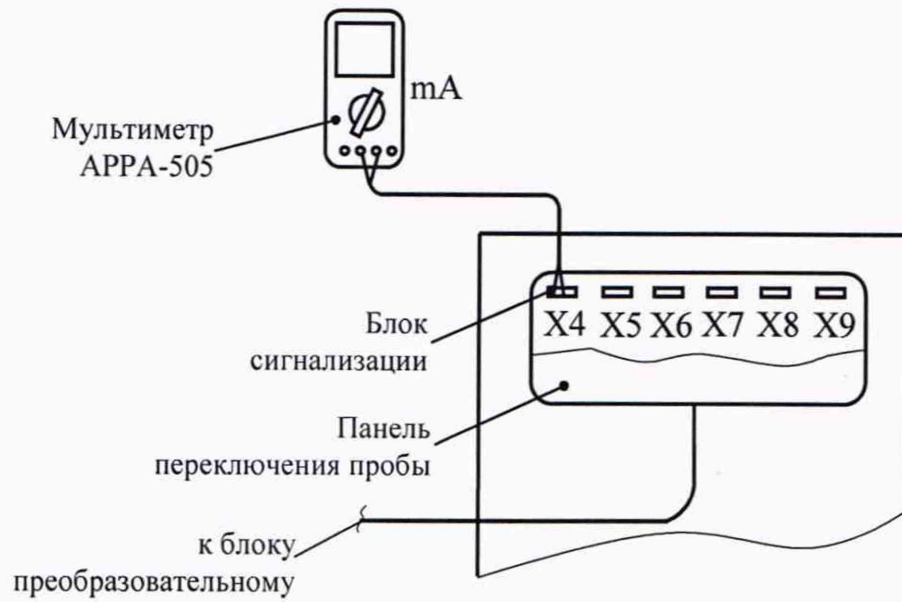 mA
Мультиметр
APPA-505
X4 X5 X6 X7 X8 X9
Блок
сигнализации
Панель
переключения пробы
к блоку
преобразовательному